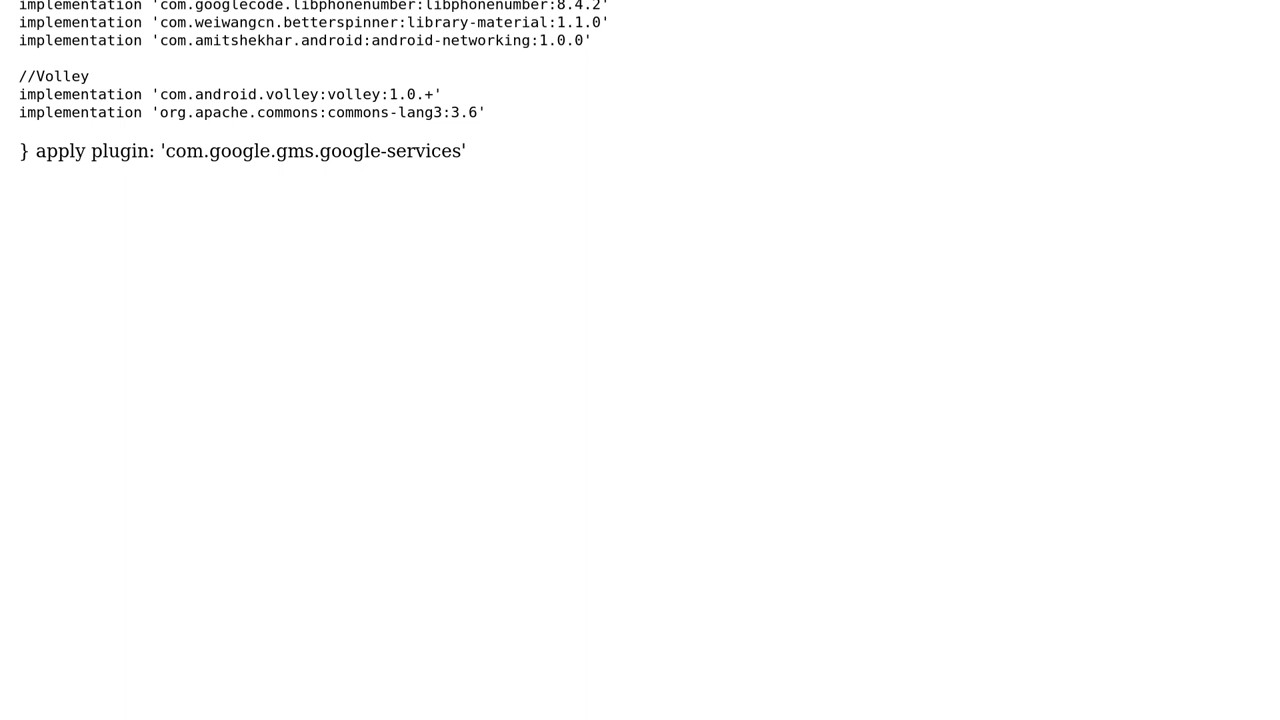 implementation 'com.googlecode.libphonenumber:libphonenumber:8.4.2'
implementation 'com.weiwangcn.betterspinner:library-material:1.1.0'
implementation 'com.amitshekhar.android:android-networking:1.0.0'
//Volley
implementation 'com.android.volley:volley:1.0.+'
implementation 'org.apache.commons:commons-lang3:3.6'
} apply plugin: 'com.google.gms.google-services'